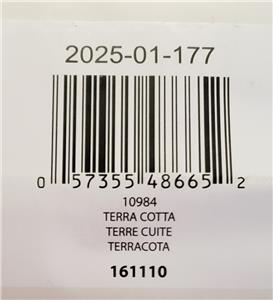 2025-01-177
0 57355 48665 2
10984
TERRA COTTA
TERRE CUITE
TERRACOTA
161110